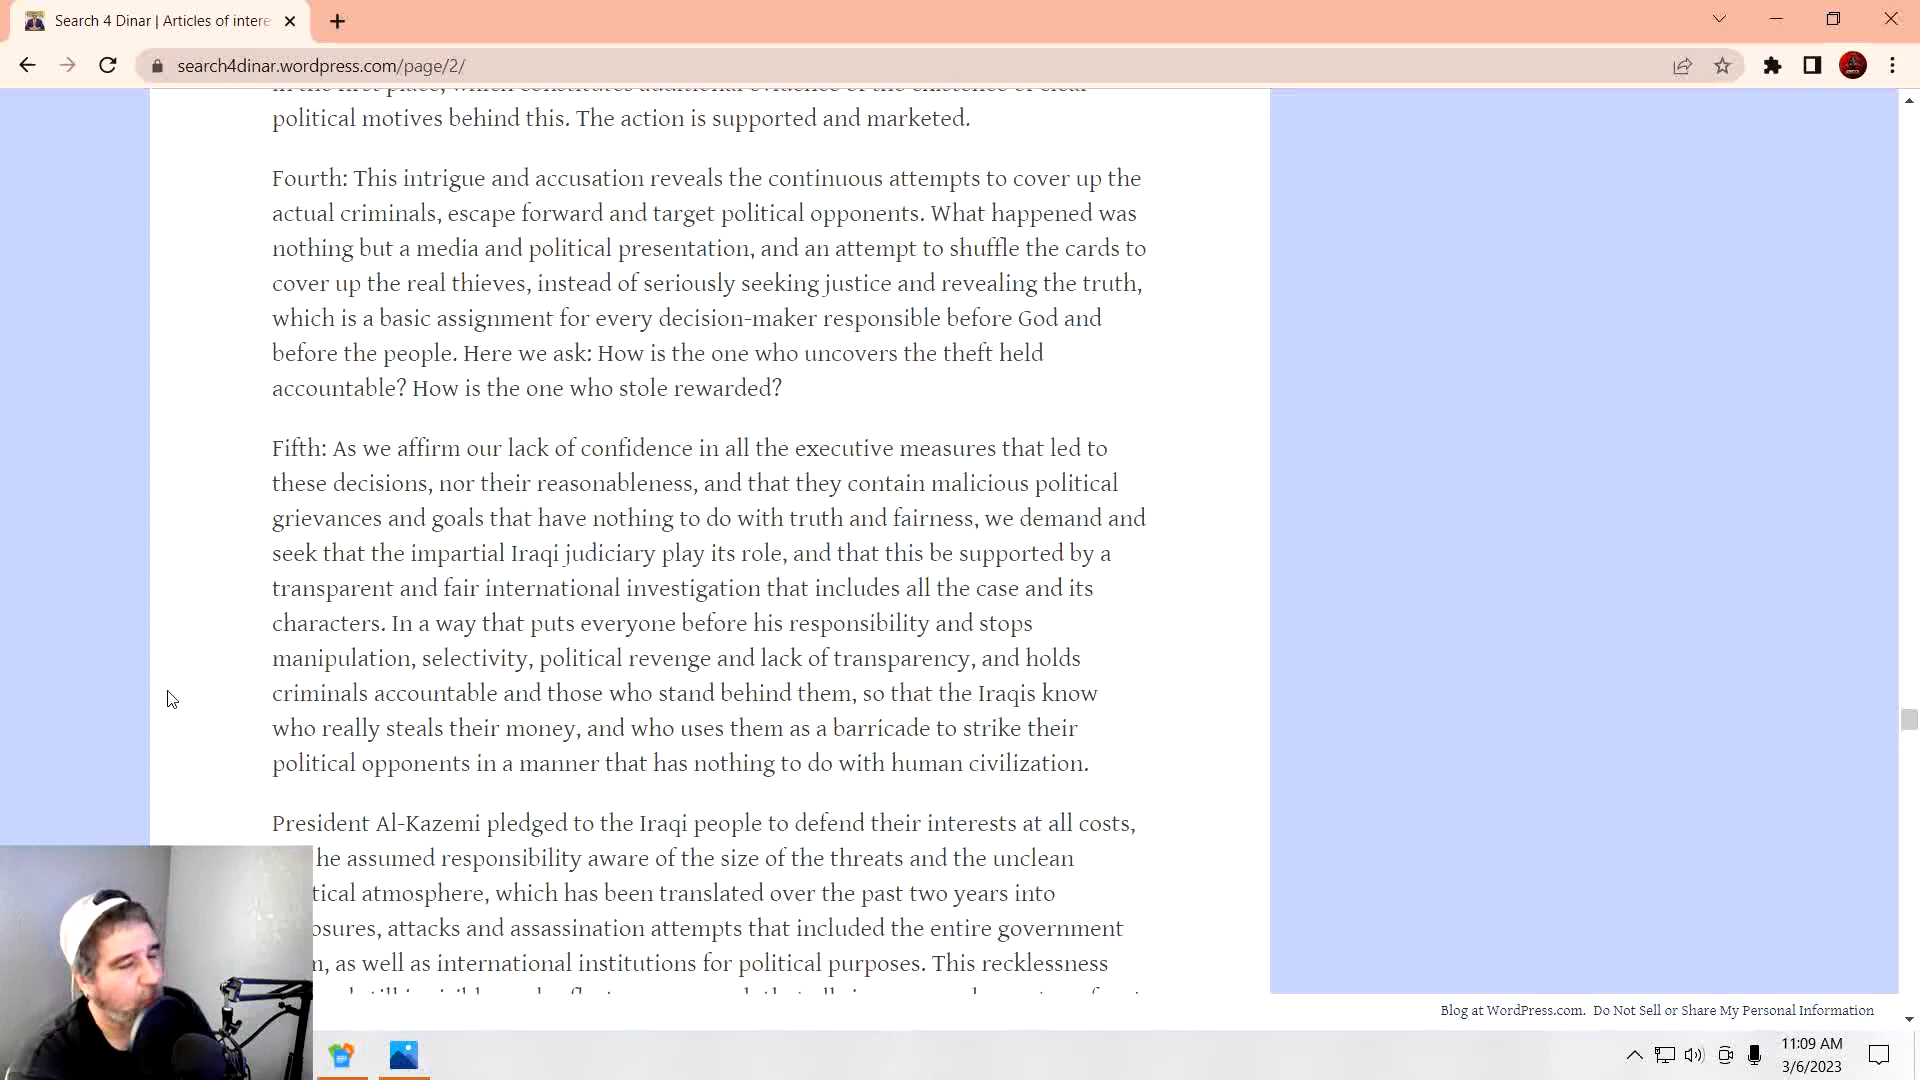 Search 4 Dinar | Articles of intere
search4dinar.wordpress.com/page/2/
political motives behind this. The action is supported and marketed.
Fourth: This intrigue and accusation reveals the continuous attempts to cover up the
actual criminals, escape forward and target political opponents. What happened was
nothing but a media and political presentation, and an attempt to shuffle the cards to
cover up the real thieves, instead of seriously seeking justice and revealing the truth,
which is a basic assignment for every decision-maker responsible before God and
before the people. Here we ask: How is the one who uncovers the theft held
accountable? How is the one who stole rewarded?
Fifth: As we affirm our lack of confidence in all the executive measures that led to
these decisions, nor their reasonableness, and that they contain malicious political
grievances and goals that have nothing to do with truth and fairness, we demand and
seek that the impartial Iraqi judiciary play its role, and that this be supported by a
transparent and fair international investigation that includes all the case and its
characters. In a way that puts everyone before his responsibility and stops
manipulation, selectivity, political revenge and lack of transparency, and holds
criminals accountable and those who stand behind them, so that the Iraqis know
who really steals their money, and who uses them as a barricade to strike their
political opponents in a manner that has nothing to do with human civilization.
President Al-Kazemi pledged to the Iraqi people to defend their interests at all costs,
he assumed responsibility aware of the size of the threats and the unclean
tical atmosphere, which has been translated over the past two years into
osures, attacks and assassination attempts that included the entire government
, as well as international institutions for political purposes. This recklessness
Blog at WordPress.com. Do Not Sell or Share My Personal Information
11:09 AM
3/6/2023